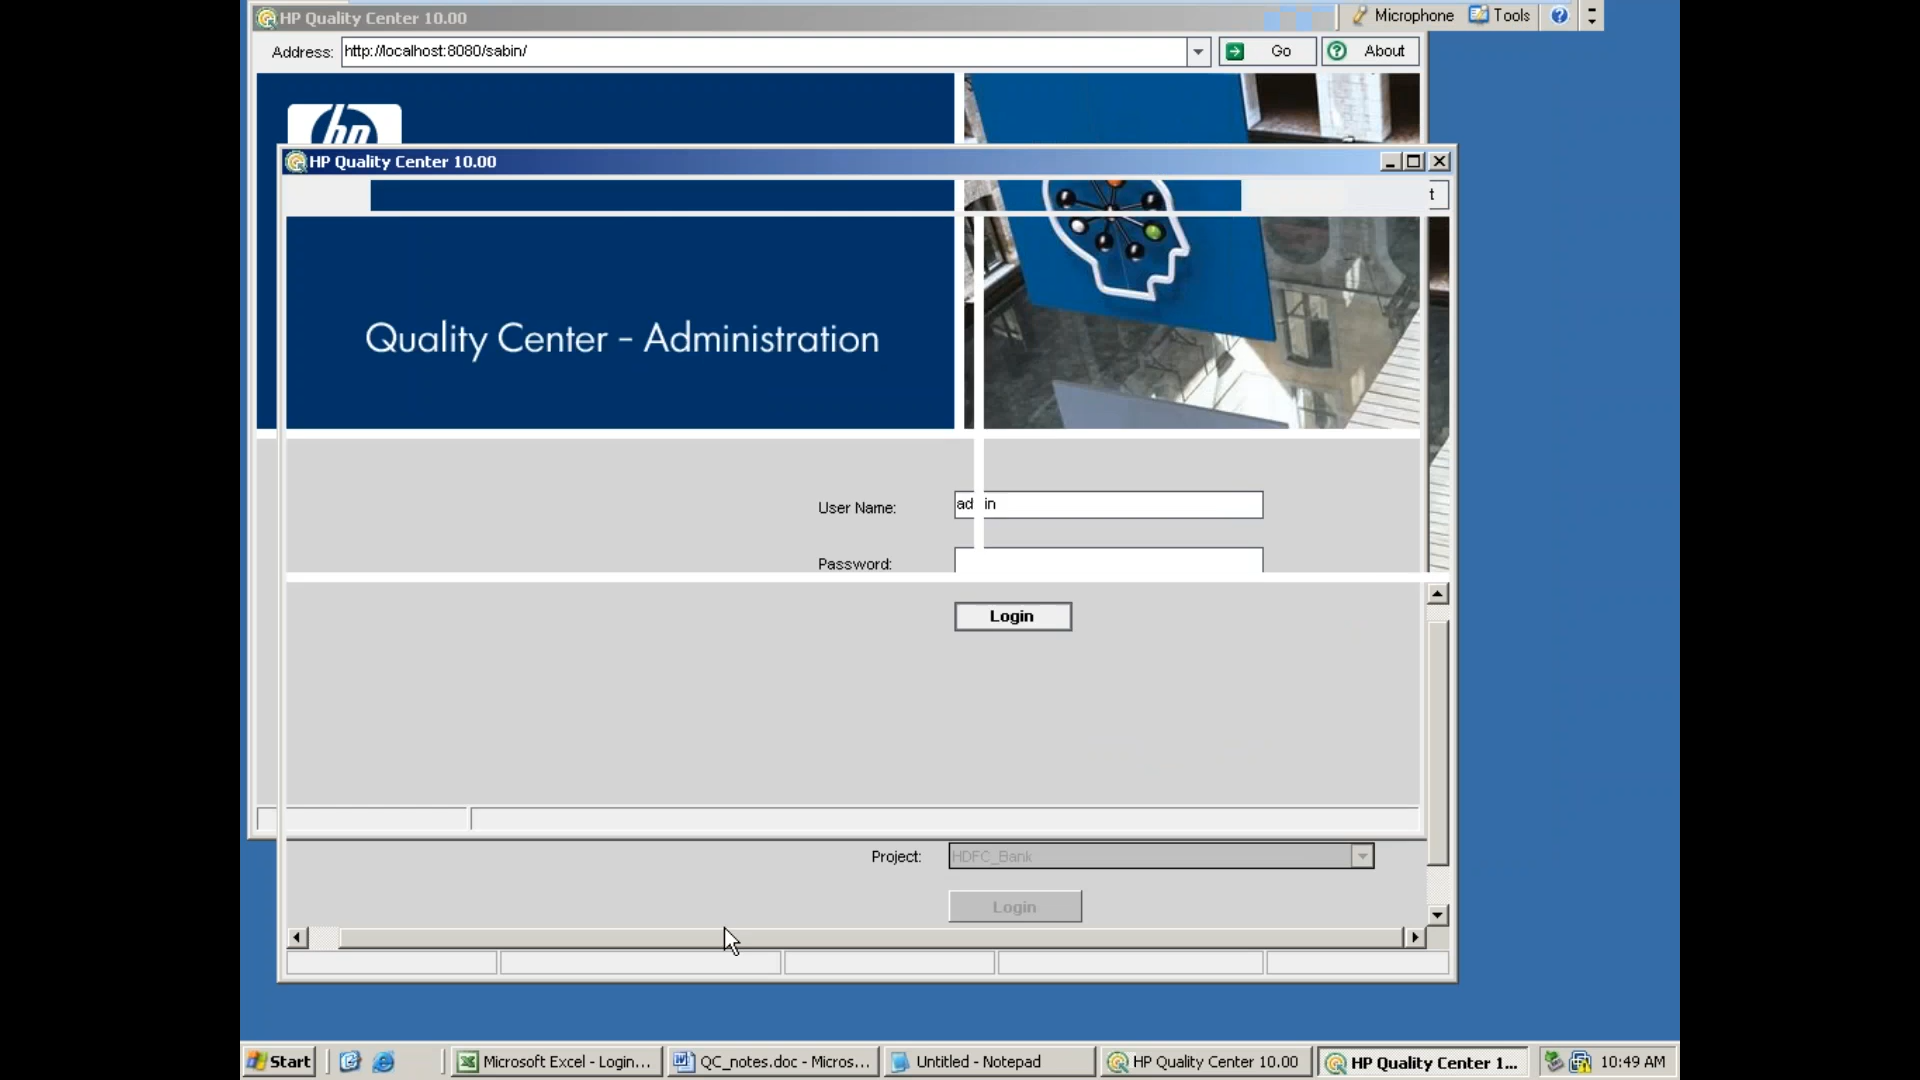 HP Quality Center 10.00
Microphone
Tools
Address:
http://localhost:8080/sabin/
Go
About
hp
HP Quality Center 10.00
t
Quality Center - Administration
User Name:
ad in
Password:
Login
Project:
HDFC_Bank
Login
Start
Microsoft Excel - Login...
QC_notes.doc - Micros...
Untitled - Notepad
HP Quality Center 10.00
HP Quality Center 1...
10:49 AM